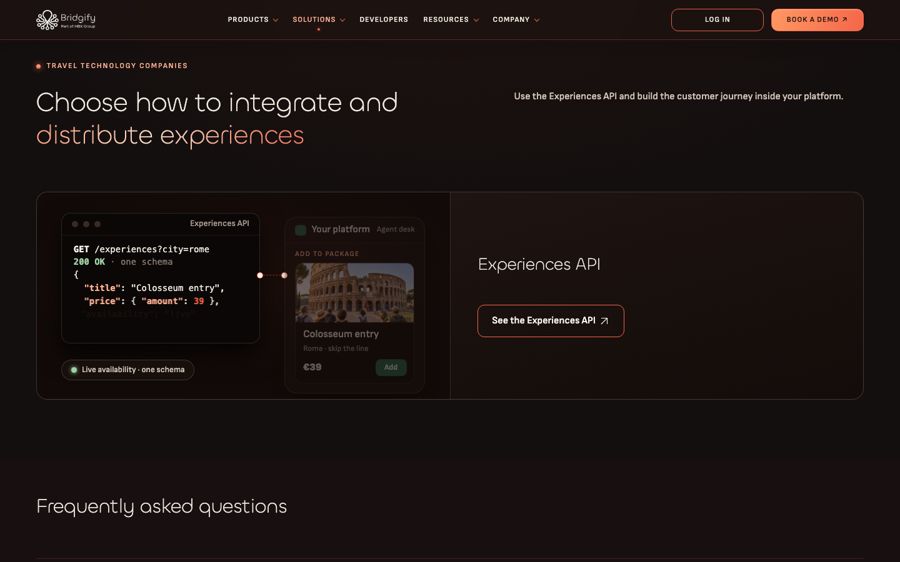 Bridgify
Part of HBX Group
PRODUCTS
SOLUTIONS
DEVELOPERS
RESOURCES
COMPANY
LOG IN
BOOK A DEMO ↗
TRAVEL TECHNOLOGY COMPANIES
Choose how to integrate and
distribute experiences
Use the Experiences API and build the customer journey inside your platform.
Experiences API
GET /experiences?city=rome
200 OK · one schema
{
"title": "Colosseum entry",
"price": { "amount": 39 },
"availability": "live"
Live availability · one schema
Your platform
Agent desk
ADD TO PACKAGE
Colosseum entry
Rome · skip the line
€39
Add
Experiences API
See the Experiences API ↗
Frequently asked questions